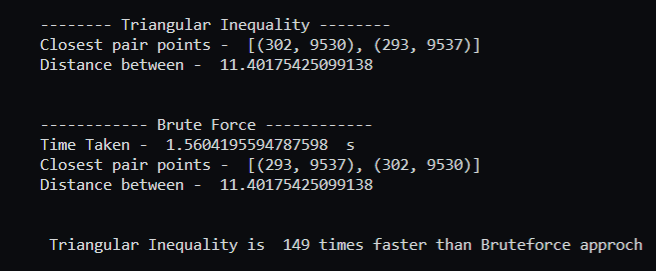 -------- Triangular Inequality --------
Closest pair points -  [(302, 9530), (293, 9537)]
Distance between -  11.40175425099138
------------ Brute Force ------------
Time Taken -  1.5604195594787598  s
Closest pair points -  [(293, 9537), (302, 9530)]
Distance between -  11.40175425099138
Triangular Inequality is  149 times faster than Bruteforce approch